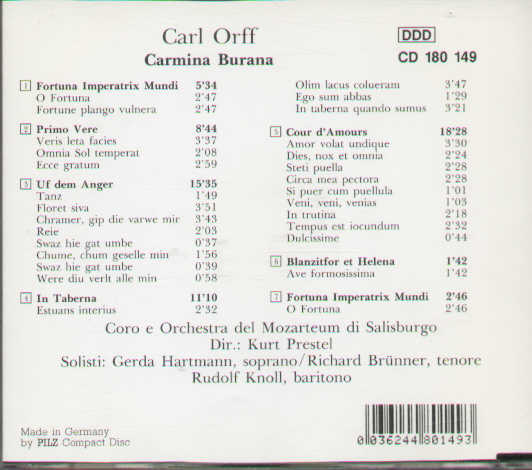 Carl Orff
Carmina Burana
DDD
CD 180 149
1 Fortuna Imperatrix Mundi 5'34
O Fortuna 2'47
Fortune plango vulnera 2'47
2 Primo Vere 8'44
Veris leta facies 3'37
Omnia Sol temperat 2'08
Ecce gratum 2'59
3 Uf dem Anger 15'35
Tanz 1'49
Floret siva 3'51
Chramer, gip die varwe mir 3'43
Reie 2'03
Swaz hie gat umbe 0'37
Chume, chum geselle min 1'56
Swaz hie gat umbe 0'39
Were diu verlt alle min 0'58
4 In Taberna 11'10
Estuans interius 2'32
Olim lacus colueram 3'47
Ego sum abbas 1'29
In taberna quando sumus 3'21
5 Cour d'Amours 18'28
Amor volat undique 3'30
Dies, nox et omnia 2'24
Steti puella 2'28
Circa mea pectora 2'28
Si puer cum puellula 1'01
Veni, veni, venias 1'03
In trutina 2'18
Tempus est iocundum 2'32
Dulcissime 0'44
6 Blanzitfor et Helena 1'42
Ave formosissima 1'42
7 Fortuna Imperatrix Mundi 2'46
O Fortuna 2'46
Coro e Orchestra del Mozarteum di Salisburgo
Dir.: Kurt Prestel
Solisti: Gerda Hartmann, soprano/Richard Brünner, tenore
Rudolf Knoll, baritono
Made in Germany
by PILZ Compact Disc
0 036244 801493